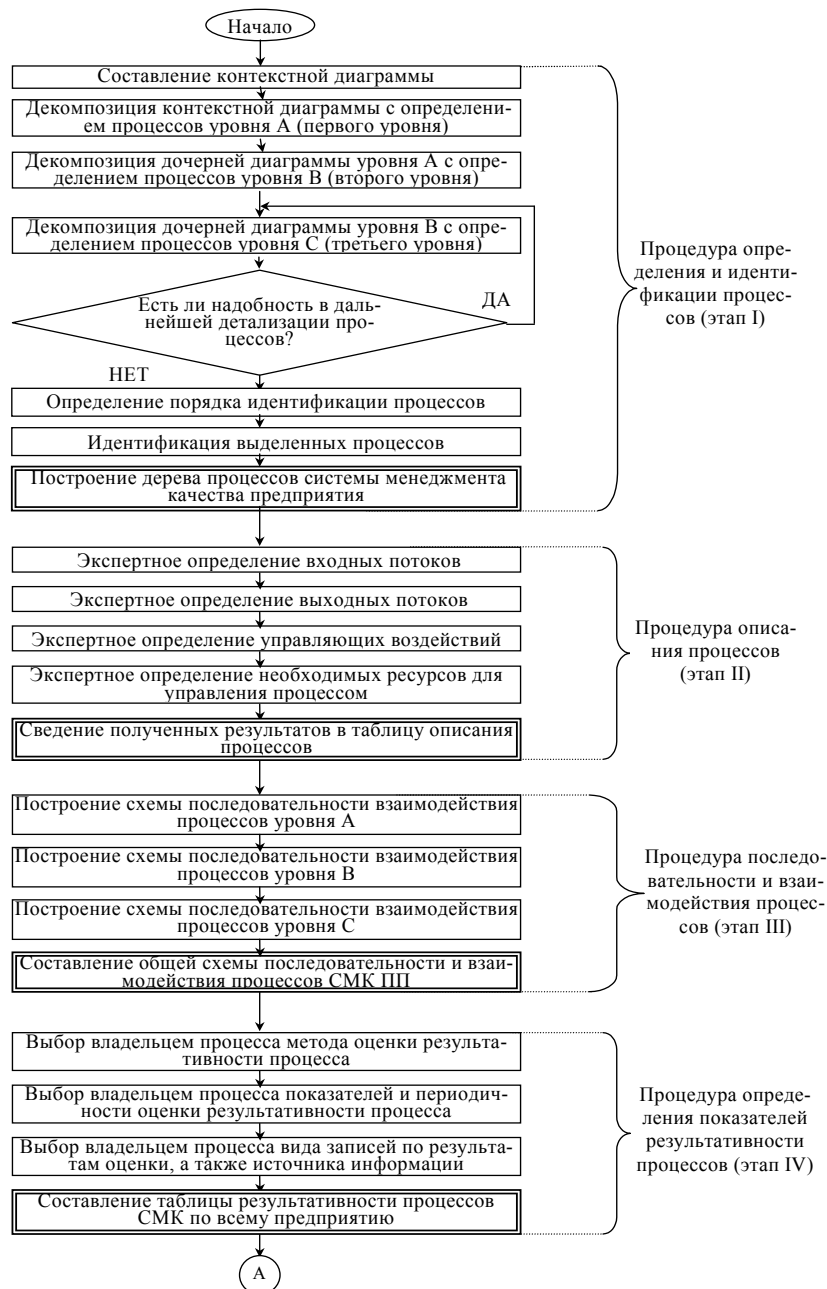 Начало
Составление контекстной диаграммы
Декомпозиция контекстной диаграммы с определени-
ем процессов уровня А (первого уровня)
Декомпозиция дочерней диаграммы уровня А с опре-
делением процессов уровня В (второго уровня)
Декомпозиция дочерней диаграммы уровня В с опре-
делением процессов уровня С (третьего уровня)
Есть ли надобность в даль-
нейшей детализации про-
цессов?
ДА
НЕТ
Определение порядка идентификации процессов
Идентификация выделенных процессов
Построение дерева процессов системы менеджмента
качества предприятия
Процедура опре-
деления и иденти-
фикации процес-
сов (этап I)
Экспертное определение входных потоков
Экспертное определение выходных потоков
Экспертное определение управляющих воздействий
Экспертное определение необходимых ресурсов для
управления процессом
Сведение полученных результатов в таблицу описания
процессов
Процедура описа-
ния процессов
(этап II)
Построение схемы последовательности взаимодействия
процессов уровня А
Построение схемы последовательности взаимодействия
процессов уровня В
Построение схемы последовательности взаимодействия
процессов уровня С
Составление общей схемы последовательности и взаи-
модействия процессов СМК ПП
Процедура последо-
вательности и взаи-
модействия процес-
сов (этап III)
Выбор владельцем процесса метода оценки результа-
тивности процесса
Выбор владельцем процесса показателей и периодич-
ности оценки результативности процесса
Выбор владельцем процесса вида записей по результа-
там оценки, а также источника информации
Составление таблицы результативности процессов
СМК по всему предприятию
Процедура опреде-
ления показателей
результативности
процессов (этап IV)
А